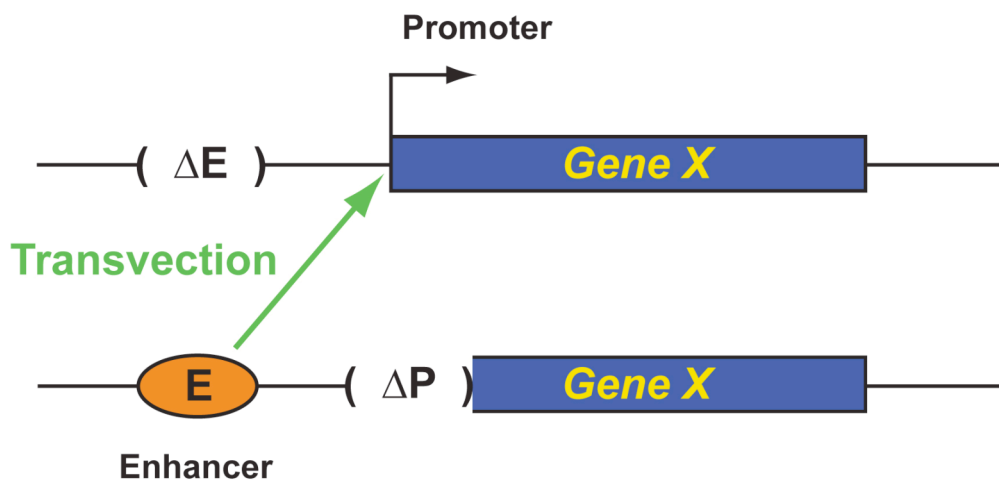 Promoter
( ΔE )
Gene X
Transvection
E
( ΔP )
Gene X
Enhancer